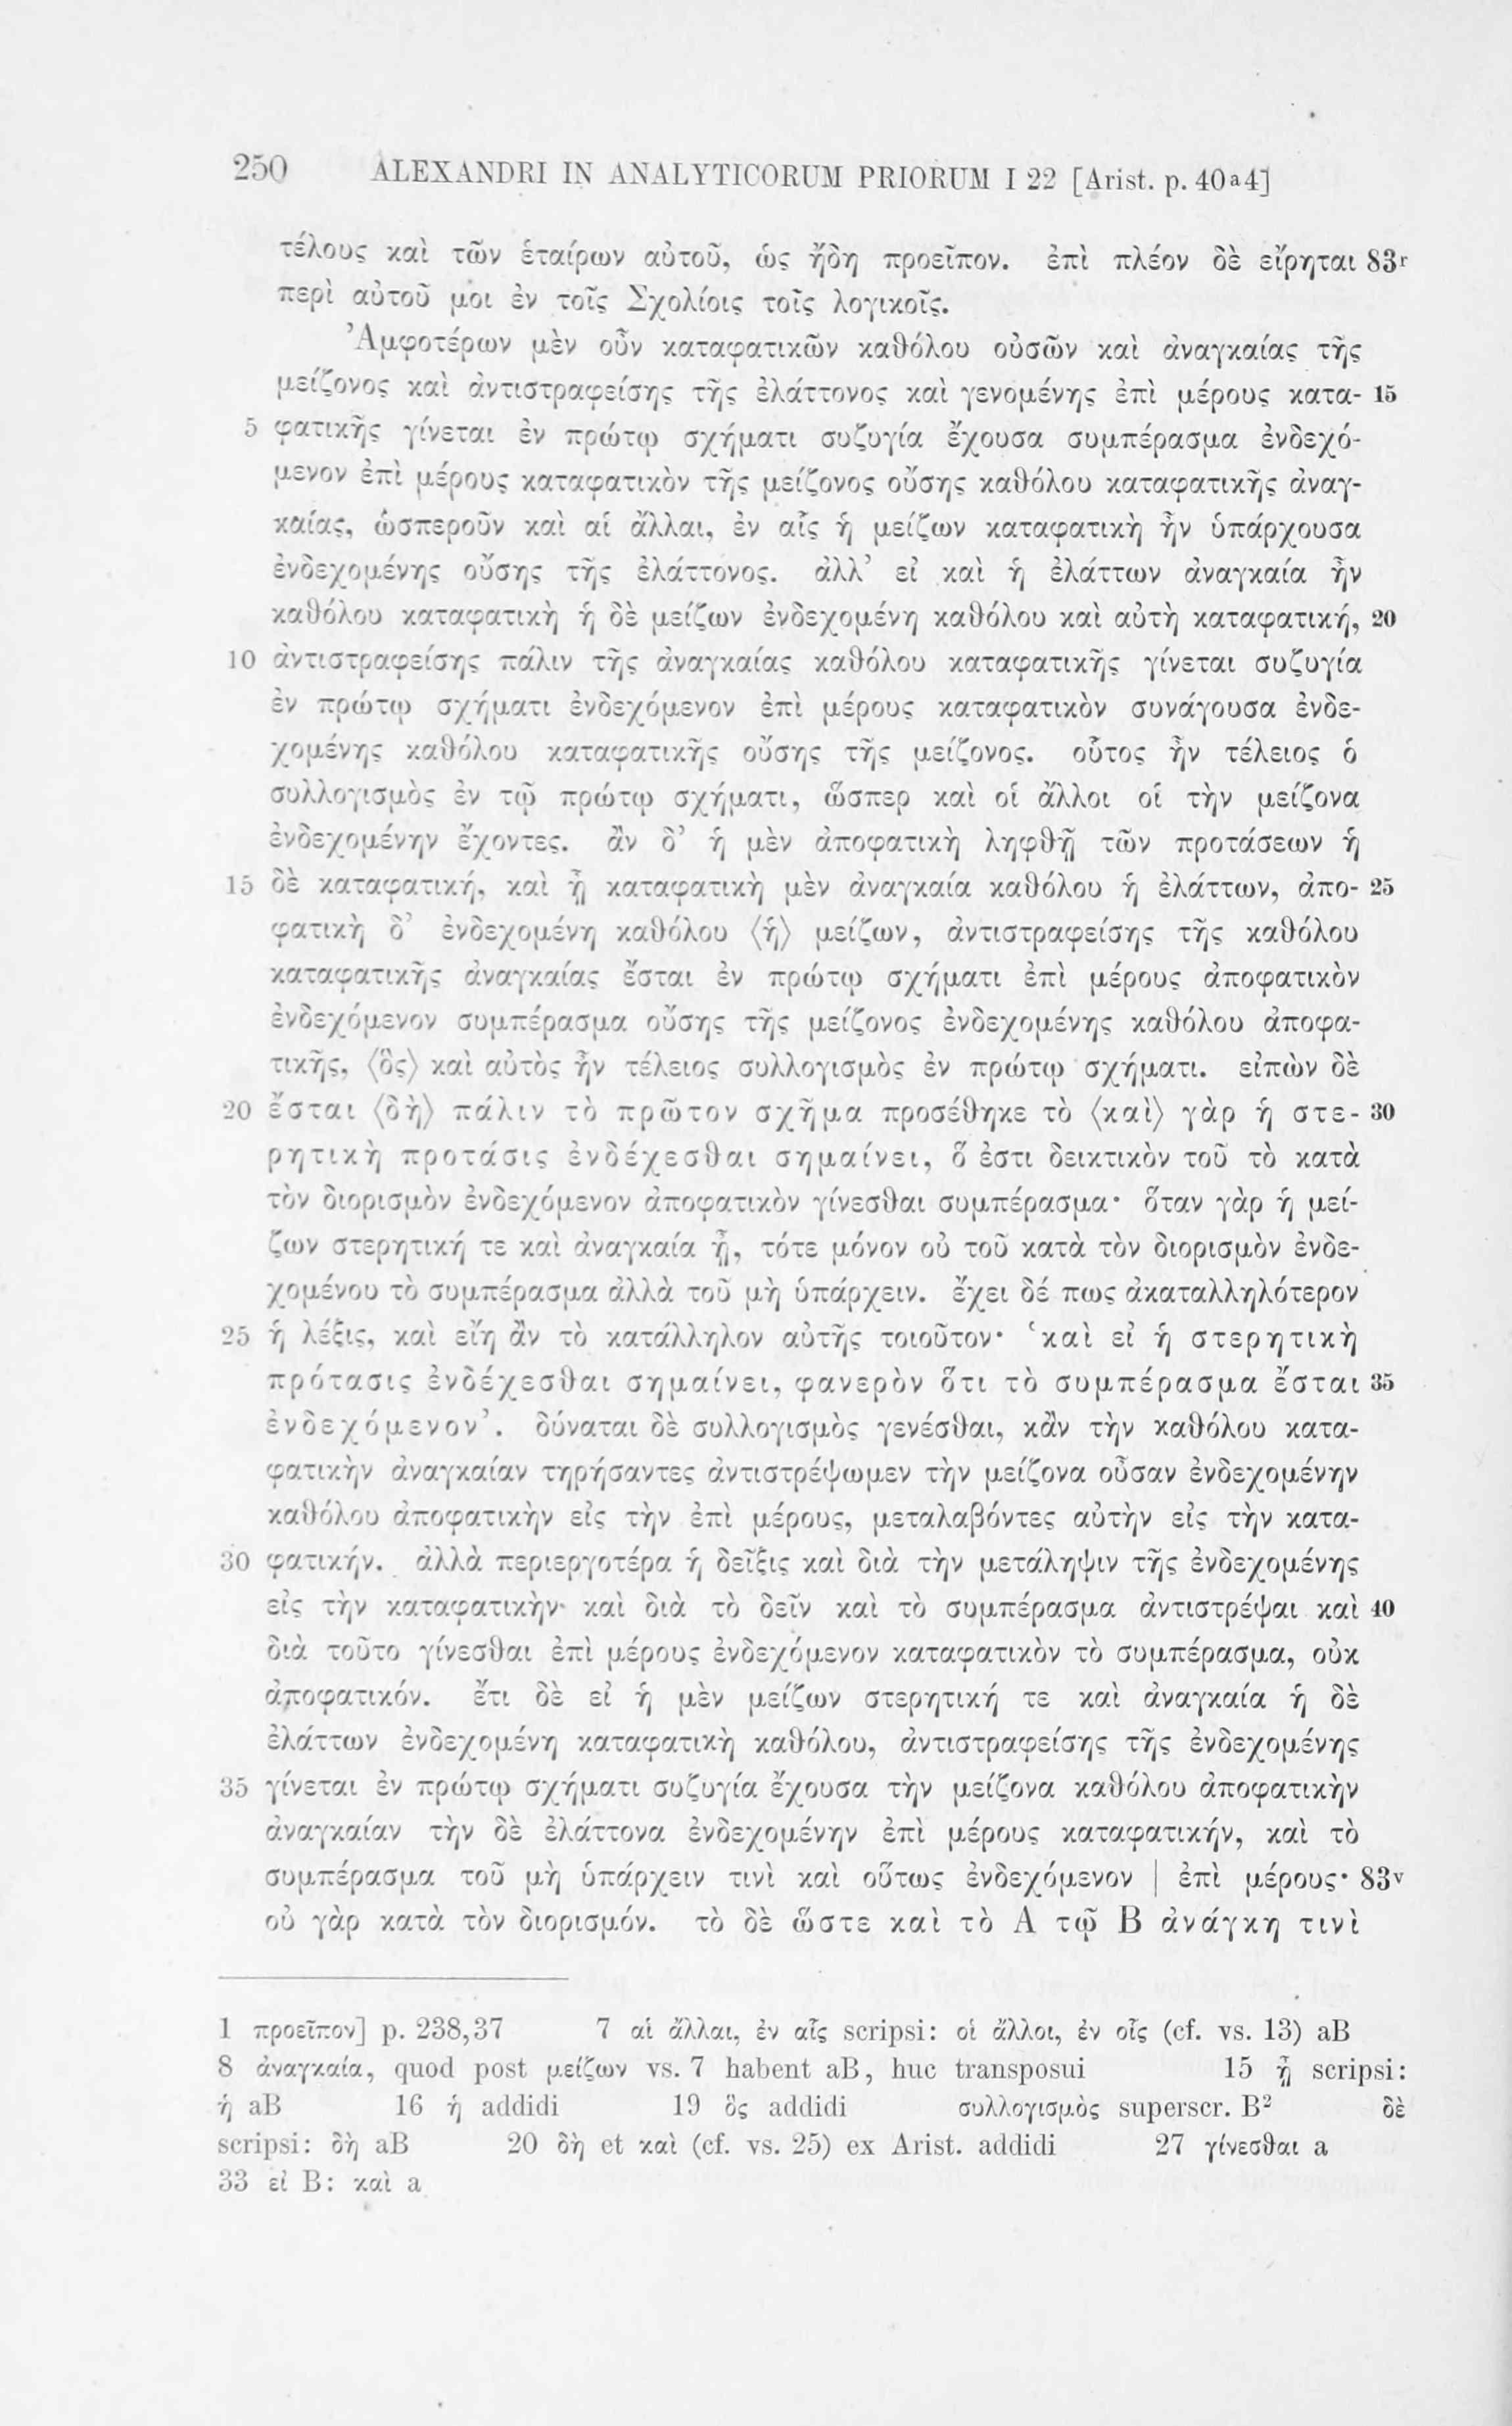 250 ALEXANDRI IN ANALYTICORUM PRIORUM I 22 [Arist. p. 40a4]
τέλους καὶ τῶν ἑταίρων αὐτοῦ, ὡς ἤδη προεῖπον. ἐπὶ πλέον δὲ εἴρηται 83r
περὶ αὐτοῦ μοι ἐν τοῖς Σχολίοις τοῖς λογικοῖς.
Ἀμφοτέρων μὲν οὖν καταφατικῶν καθόλου οὐσῶν καὶ ἀναγκαίας τῆς
μείζονος καὶ ἀντιστραφείσης τῆς ἐλάττονος καὶ γενομένης ἐπὶ μέρους κατα- 15
5 φατικῆς γίνεται ἐν πρώτῳ σχήματι συζυγία ἔχουσα συμπέρασμα ἐνδεχό-
μενον ἐπὶ μέρους καταφατικὸν τῆς μείζονος οὔσης καθόλου καταφατικῆς ἀναγ-
καίας, ὡσπεροῦν καὶ αἱ ἄλλαι, ἐν αἷς ἡ μείζων καταφατικὴ ἦν ὑπάρχουσα
ἐνδεχομένης οὔσης τῆς ἐλάττονος. ἀλλ’ εἰ καὶ ἡ ἐλάττων ἀναγκαία ἦν
καθόλου καταφατικὴ ἡ δὲ μείζων ἐνδεχομένη καθόλου καὶ αὐτὴ καταφατική, 20
10 ἀντιστραφείσης πάλιν τῆς ἀναγκαίας καθόλου καταφατικῆς γίνεται συζυγία
ἐν πρώτῳ σχήματι ἐνδεχόμενον ἐπὶ μέρους καταφατικὸν συνάγουσα ἐνδε-
χομένης καθόλου καταφατικῆς οὔσης τῆς μείζονος. οὗτος ἦν τέλειος ὁ
συλλογισμὸς ἐν τῷ πρώτῳ σχήματι, ὥσπερ καὶ οἱ ἄλλοι οἱ τὴν μείζονα
ἐνδεχομένην ἔχοντες. ἂν δ’ ἡ μὲν ἀποφατικὴ ληφθῇ τῶν προτάσεων ἡ
15 δὲ καταφατική, καὶ ᾖ καταφατικὴ μὲν ἀναγκαία καθόλου ἡ ἐλάττων, ἀπο- 25
φατικὴ δ’ ἐνδεχομένη καθόλου ⟨ἡ⟩ μείζων, ἀντιστραφείσης τῆς καθόλου
καταφατικῆς ἀναγκαίας ἔσται ἐν πρώτῳ σχήματι ἐπὶ μέρους ἀποφατικὸν
ἐνδεχόμενον συμπέρασμα οὔσης τῆς μείζονος ἐνδεχομένης καθόλου ἀποφα-
τικῆς, ⟨ὃς⟩ καὶ αὐτὸς ἦν τέλειος συλλογισμὸς ἐν πρώτῳ σχήματι. εἰπὼν δὲ
20 ἔσται ⟨δὴ⟩ πάλιν τὸ πρῶτον σχῆμα προσέθηκε τὸ ⟨καὶ⟩ γὰρ ἡ στε- 30
ρητικὴ προτάσις ἐνδέχεσθαι σημαίνει, ὅ ἐστι δεικτικὸν τοῦ τὸ κατὰ
τὸν διορισμὸν ἐνδεχόμενον ἀποφατικὸν γίνεσθαι συμπέρασμα· ὅταν γὰρ ἡ μεί-
ζων στερητική τε καὶ ἀναγκαία ᾖ, τότε μόνον οὐ τοῦ κατὰ τὸν διορισμὸν ἐνδε-
χομένου τὸ συμπέρασμα ἀλλὰ τοῦ μὴ ὑπάρχειν. ἔχει δέ πως ἀκαταλληλότερον
25 ἡ λέξις, καὶ εἴη ἂν τὸ κατάλληλον αὐτῆς τοιοῦτον· ‘καὶ εἰ ἡ στερητικὴ
πρότασις ἐνδέχεσθαι σημαίνει, φανερὸν ὅτι τὸ συμπέρασμα ἔσται 35
ἐνδεχόμενον’. δύναται δὲ συλλογισμὸς γενέσθαι, κἂν τὴν καθόλου κατα-
φατικὴν ἀναγκαίαν τηρήσαντες ἀντιστρέψωμεν τὴν μείζονα οὖσαν ἐνδεχομένην
καθόλου ἀποφατικὴν εἰς τὴν ἐπὶ μέρους, μεταλαβόντες αὐτὴν εἰς τὴν κατα-
30 φατικήν. ἀλλὰ περιεργοτέρα ἡ δεῖξις καὶ διὰ τὴν μετάληψιν τῆς ἐνδεχομένης
εἰς τὴν καταφατικὴν καὶ διὰ τὸ δεῖν καὶ τὸ συμπέρασμα ἀντιστρέψαι καὶ 40
διὰ τοῦτο γίνεσθαι ἐπὶ μέρους ἐνδεχόμενον καταφατικὸν τὸ συμπέρασμα, οὐκ
ἀποφατικόν. ἔτι δὲ εἰ ἡ μὲν μείζων στερητική τε καὶ ἀναγκαία ἡ δὲ
ἐλάττων ἐνδεχομένη καταφατικὴ καθόλου, ἀντιστραφείσης τῆς ἐνδεχομένης
35 γίνεται ἐν πρώτῳ σχήματι συζυγία ἔχουσα τὴν μείζονα καθόλου ἀποφατικὴν
ἀναγκαίαν τὴν δὲ ἐλάττονα ἐνδεχομένην ἐπὶ μέρους καταφατικήν, καὶ τὸ
συμπέρασμα τοῦ μὴ ὑπάρχειν τινὶ καὶ οὕτως ἐνδεχόμενον | ἐπὶ μέρους· 83v
οὐ γὰρ κατὰ τὸν διορισμόν. τὸ δὲ ὥστε καὶ τὸ Α τῷ Β ἀνάγκη τινὶ
1 προεῖπον] p. 238,37 7 αἱ ἄλλαι, ἐν αἷς scripsi: οἱ ἄλλοι, ἐν οἷς (cf. vs. 13) aB
8 ἀναγκαία, quod post μείζων vs. 7 habent aB, huc transposui 15 ᾖ scripsi:
ἡ aB 16 ἡ addidi 19 ὃς addidi συλλογισμὸς superscr. B² δὲ
scripsi: δὴ aB 20 δὴ et καὶ (cf. vs. 25) ex Arist. addidi 27 γίνεσθαι a
33 εἰ B: καὶ a